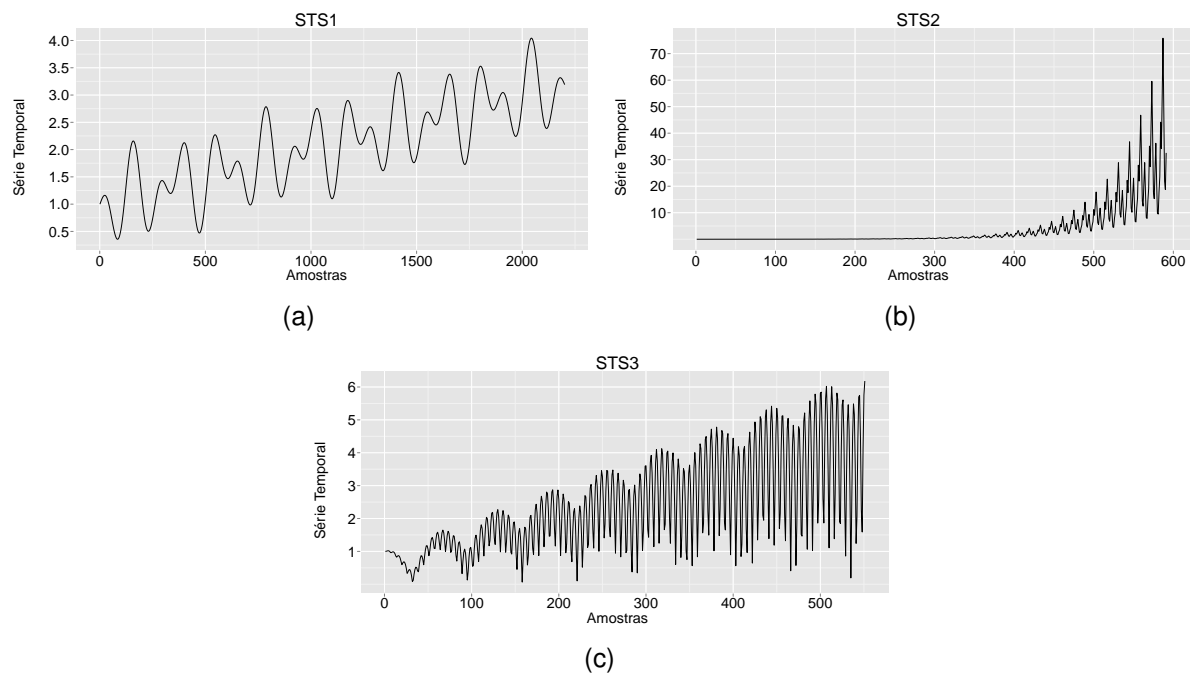 STS1
Série Temporal
4.0
3.5
3.0
2.5
2.0
1.5
1.0
0.5
0 500 1000 1500 2000
Amostras
(a)
STS2
Série Temporal
70
60
50
40
30
20
10
0 100 200 300 400 500 600
Amostras
(b)
STS3
Série Temporal
6
5
4
3
2
1
0 100 200 300 400 500
Amostras
(c)